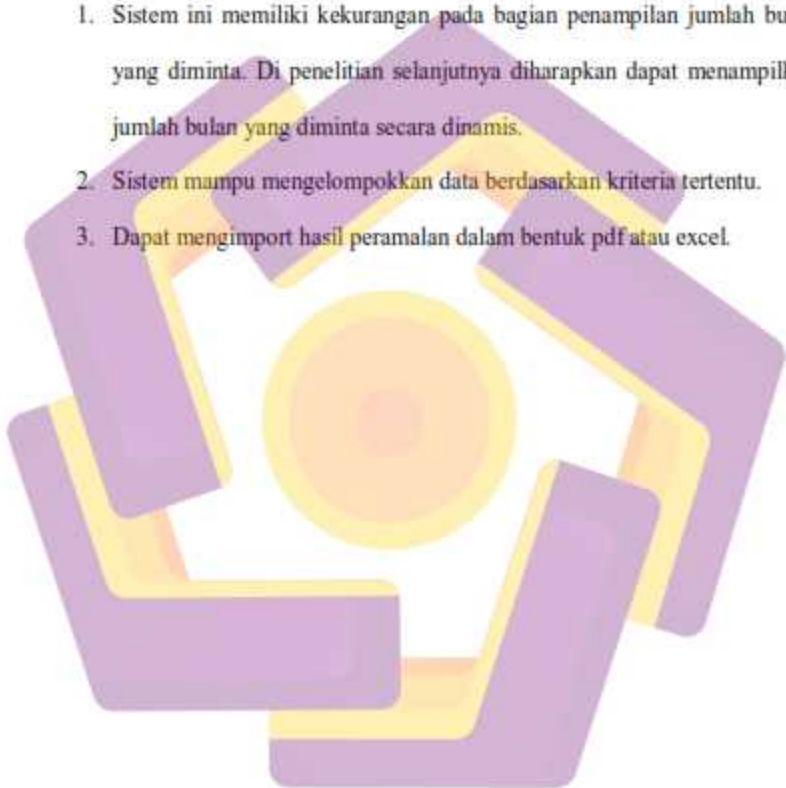 1. Sistem ini memiliki kekurangan pada bagian penampilan jumlah bu
yang diminta. Di penelitian selanjutnya diharapkan dapat menampil
jumlah bulan yang diminta secara dinamis.
2. Sistem mampu mengelompokkan data berdasarkan kriteria tertentu.
3. Dapat mengimport hasil peramalan dalam bentuk pdf atau excel.